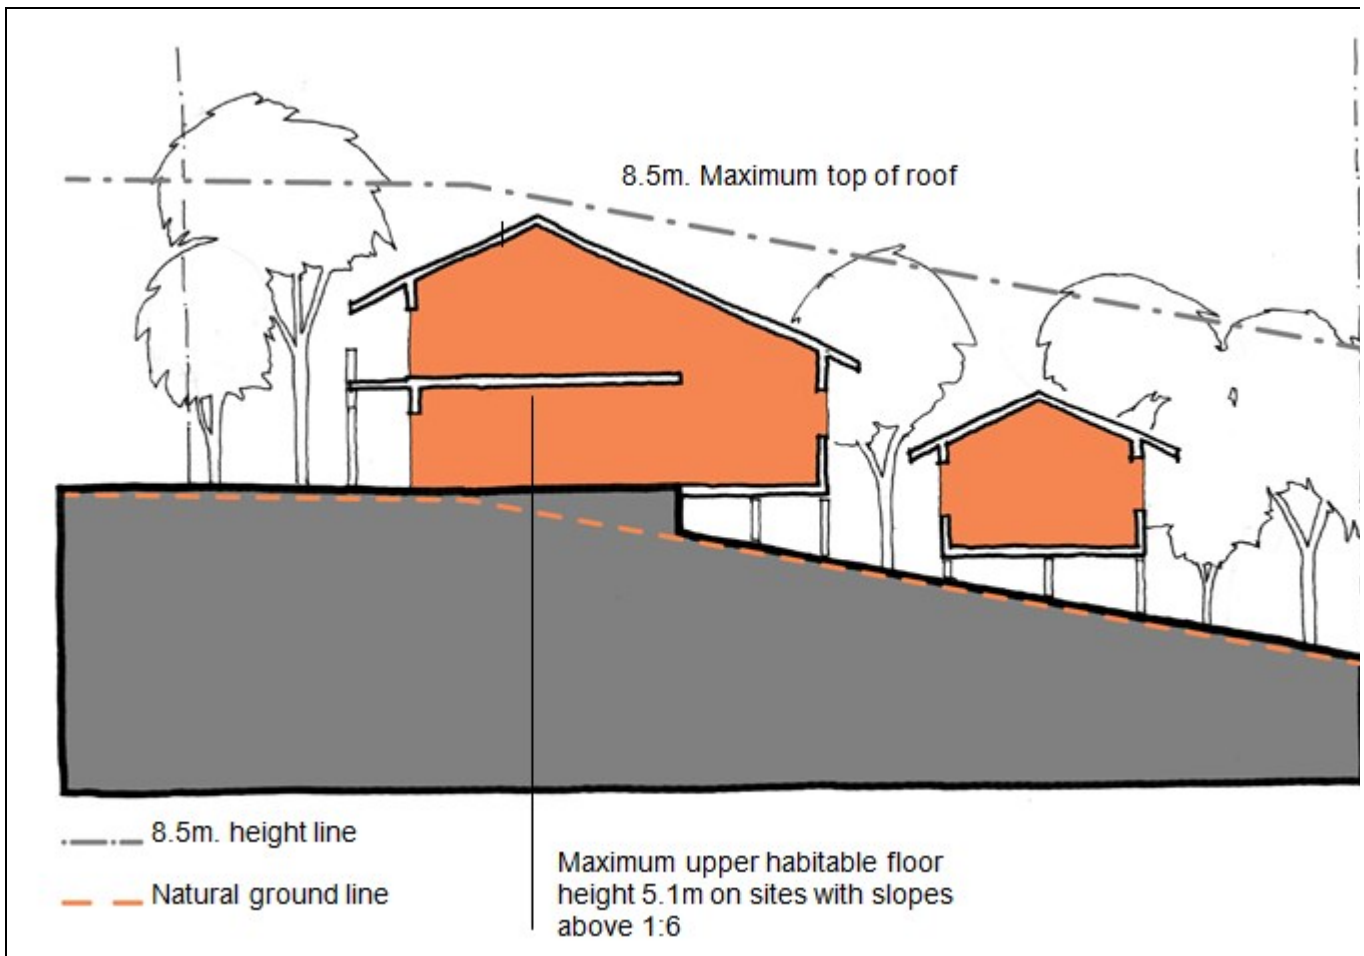 8.5m. Maximum top of roof
8.5m. height line
Natural ground line
Maximum upper habitable floor
height 5.1m on sites with slopes
above 1:6